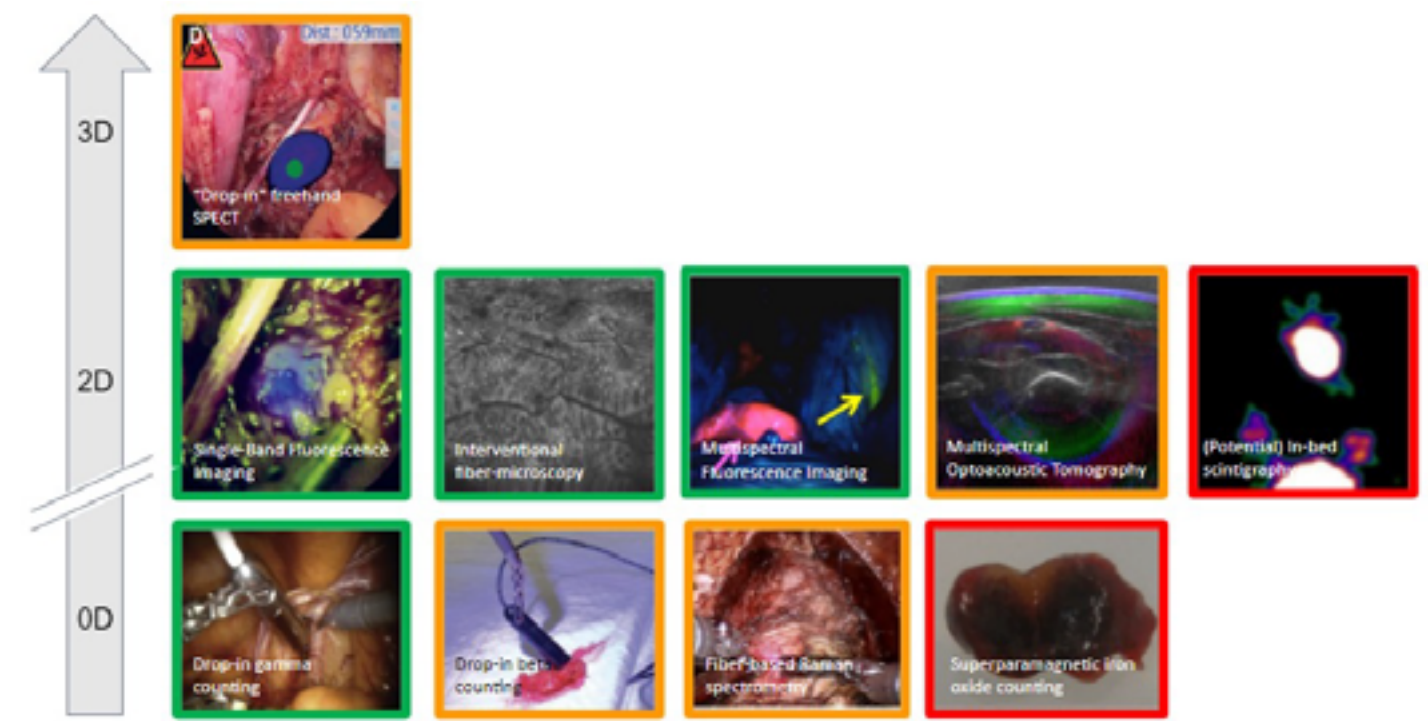 3D
D
Dist.: 059mm
"Drop-in" freehand
SPECT
2D
Single-Band Fluorescence
Imaging
Interventional
fiber-microscopy
Multispectral
Fluorescence Imaging
Multispectral
Optoacoustic Tomography
(Potential) In-bed
scintigraphy
0D
Drop-in gamma
counting
Drop-in beta
counting
Fiber-based Raman
spectrometry
Superparamagnetic iron
oxide counting